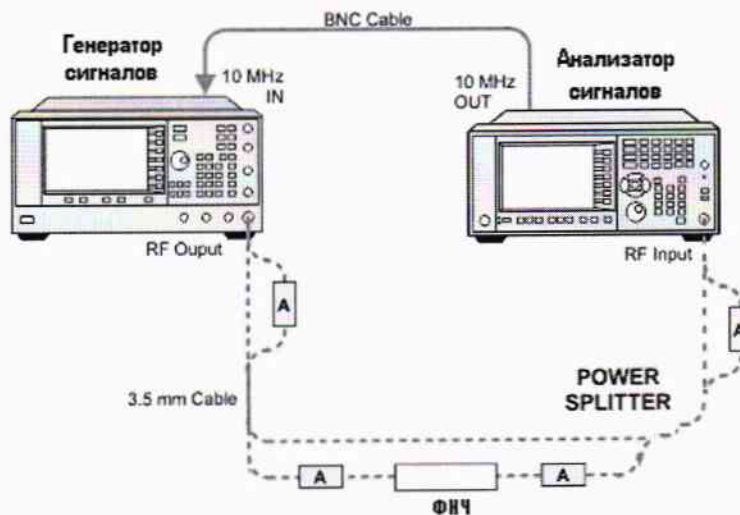 BNC Cable
Генератор
сигналов
10 MHz
IN
10 MHz
OUT
Анализатор
сигналов
RF Ouput
RF Input
A
A
3.5 mm Cable
POWER
SPLITTER
A
A
ФНЧ